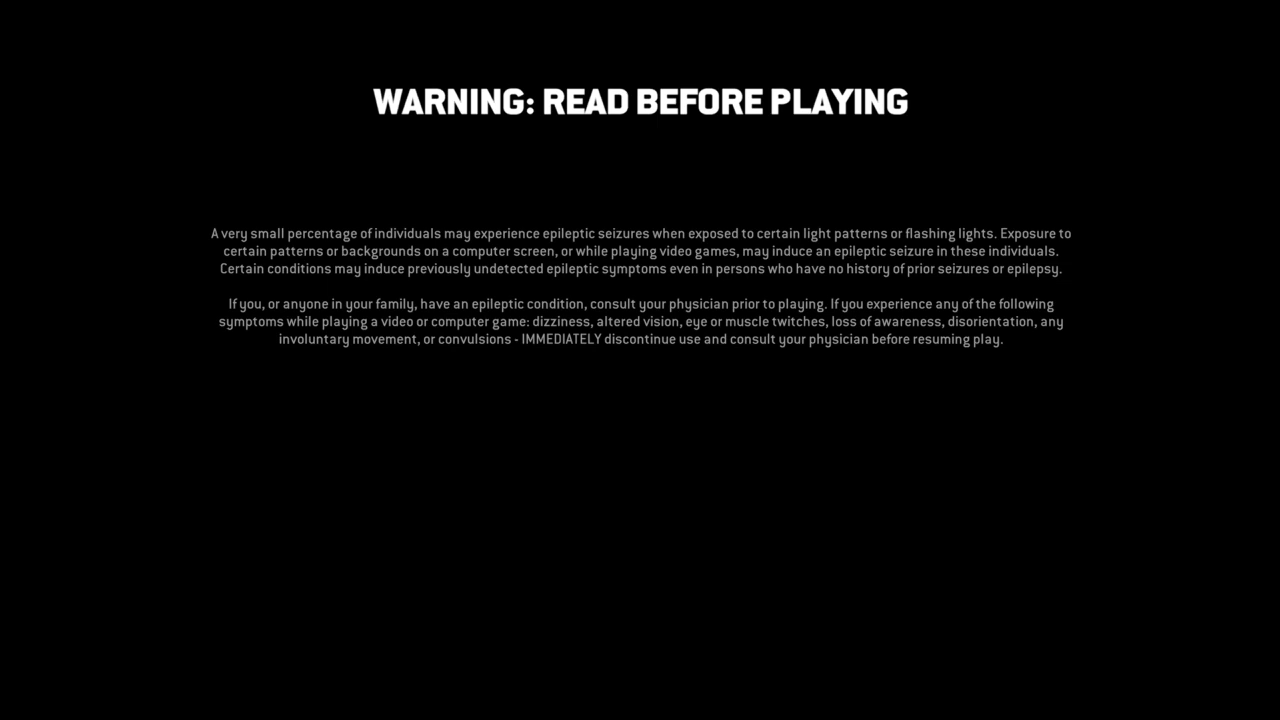 WARNING: READ BEFORE PLAYING
A very small percentage of individuals may experience epileptic seizures when exposed to certain light patterns or flashing lights. Exposure to
certain patterns or backgrounds on a computer screen, or while playing video games, may induce an epileptic seizure in these individuals.
Certain conditions may induce previously undetected epileptic symptoms even in persons who have no history of prior seizures or epilepsy.
If you, or anyone in your family, have an epileptic condition, consult your physician prior to playing. If you experience any of the following
symptoms while playing a video or computer game: dizziness, altered vision, eye or muscle twitches, loss of awareness, disorientation, any
involuntary movement, or convulsions - IMMEDIATELY discontinue use and consult your physician before resuming play.